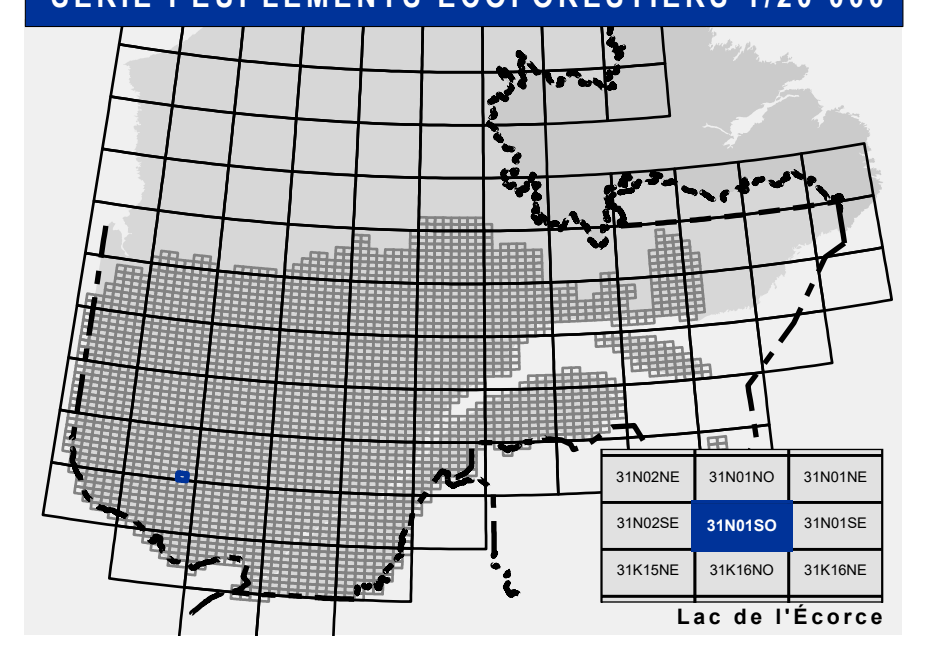 SÉRIE PEUPLEMENTS ÉCOFORESTIERS 1/20 000
31N02NE 31N01NO 31N01NE
31N02SE 31N01SO 31N01SE
31K15NE 31K16NO 31K16NE
Lac de l'Écorce